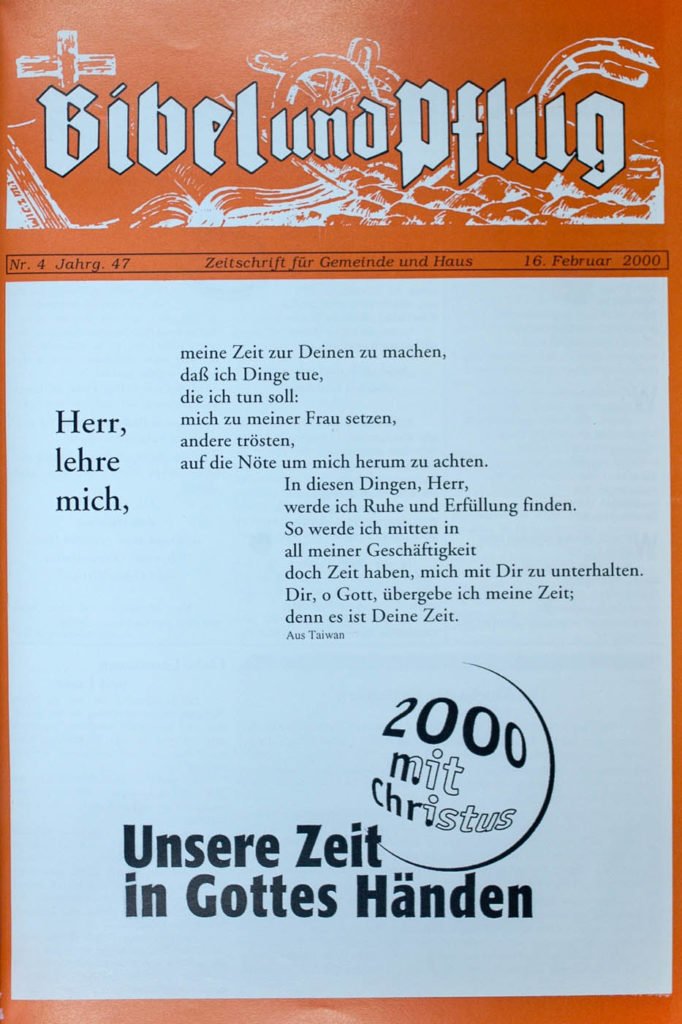 Bibel und Pflug
Nr. 4 Jahrg. 47 Zeitschrift für Gemeinde und Haus 16. Februar 2000
Herr,
lehre
mich,
meine Zeit zur Deinen zu machen,
daß ich Dinge tue,
die ich tun soll:
mich zu meiner Frau setzen,
andere trösten,
auf die Nöte um mich herum zu achten.
In diesen Dingen, Herr,
werde ich Ruhe und Erfüllung finden.
So werde ich mitten in
all meiner Geschäftigkeit
doch Zeit haben, mich mit Dir zu unterhalten.
Dir, o Gott, übergebe ich meine Zeit;
denn es ist Deine Zeit.
Aus Taiwan
2000
mit
Christus
Unsere Zeit
in Gottes Händen